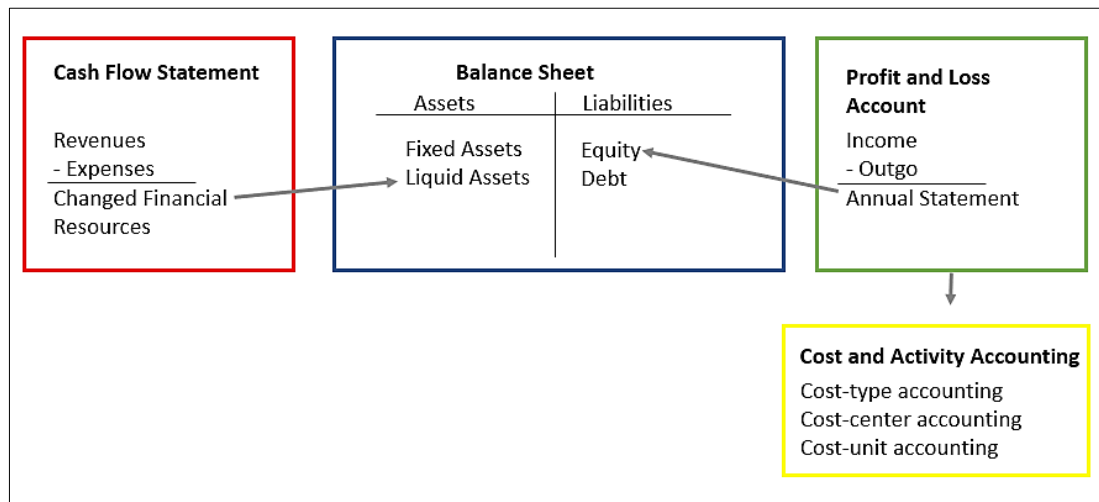 Cash Flow Statement
Revenues
- Expenses
Changed Financial
Resources
Balance Sheet
Assets
Liabilities
Fixed Assets
Liquid Assets
Equity
Debt
Profit and Loss
Account
Income
- Outgo
Annual Statement
Cost and Activity Accounting
Cost-type accounting
Cost-center accounting
Cost-unit accounting